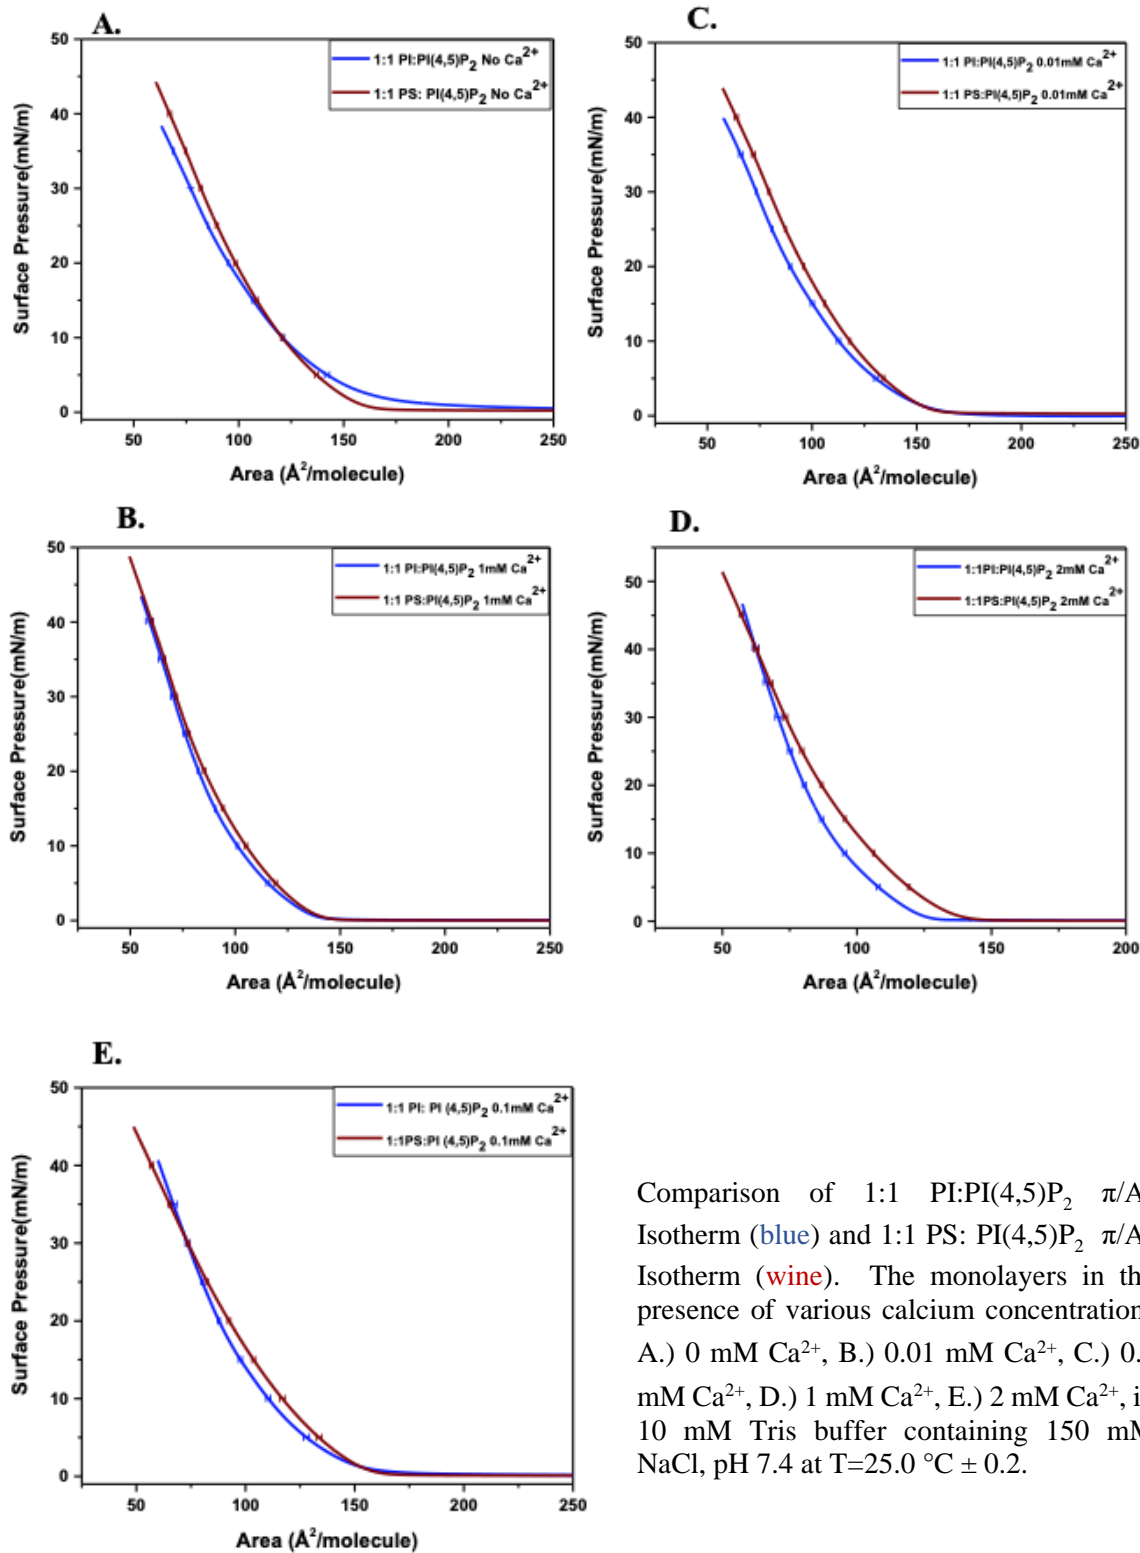 A.
50
40
30
20
10
0
Surface Pressure(mN/m)
1:1 PI:PI(4,5)P2 No Ca2+
1:1 PS: PI(4,5)P2 No Ca2+
50 100 150 200 250
Area (Å2/molecule)
C.
50
40
30
20
10
0
Surface Pressure(mN/m)
1:1 PI:PI(4,5)P2 0.01mM Ca2+
1:1 PS:PI(4,5)P2 0.01mM Ca2+
50 100 150 200 250
Area (Å2/molecule)
B.
50
40
30
20
10
0
Surface Pressure(mN/m)
1:1 PI:PI(4,5)P2 1mM Ca2+
1:1 PS:PI(4,5)P2 1mM Ca2+
50 100 150 200 250
Area (Å2/molecule)
D.
50
40
30
20
10
0
Surface Pressure(mN/m)
1:1PI:PI(4,5)P2 2mM Ca2+
1:1PS:PI(4,5)P2 2mM Ca2+
50 100 150 200
Area (Å2/molecule)
E.
50
40
30
20
10
0
Surface Pressure(mN/m)
1:1 PI: PI (4,5)P2 0.1mM Ca2+
1:1PS:PI (4,5)P2 0.1mM Ca2+
50 100 150 200 250
Area (Å2/molecule)
Comparison of 1:1 PI:PI(4,5)P2 π/A
Isotherm (blue) and 1:1 PS: PI(4,5)P2 π/A
Isotherm (wine). The monolayers in th
presence of various calcium concentration
A.) 0 mM Ca2+, B.) 0.01 mM Ca2+, C.) 0.
mM Ca2+, D.) 1 mM Ca2+, E.) 2 mM Ca2+, i
10 mM Tris buffer containing 150 mM
NaCl, pH 7.4 at T=25.0 °C ± 0.2.